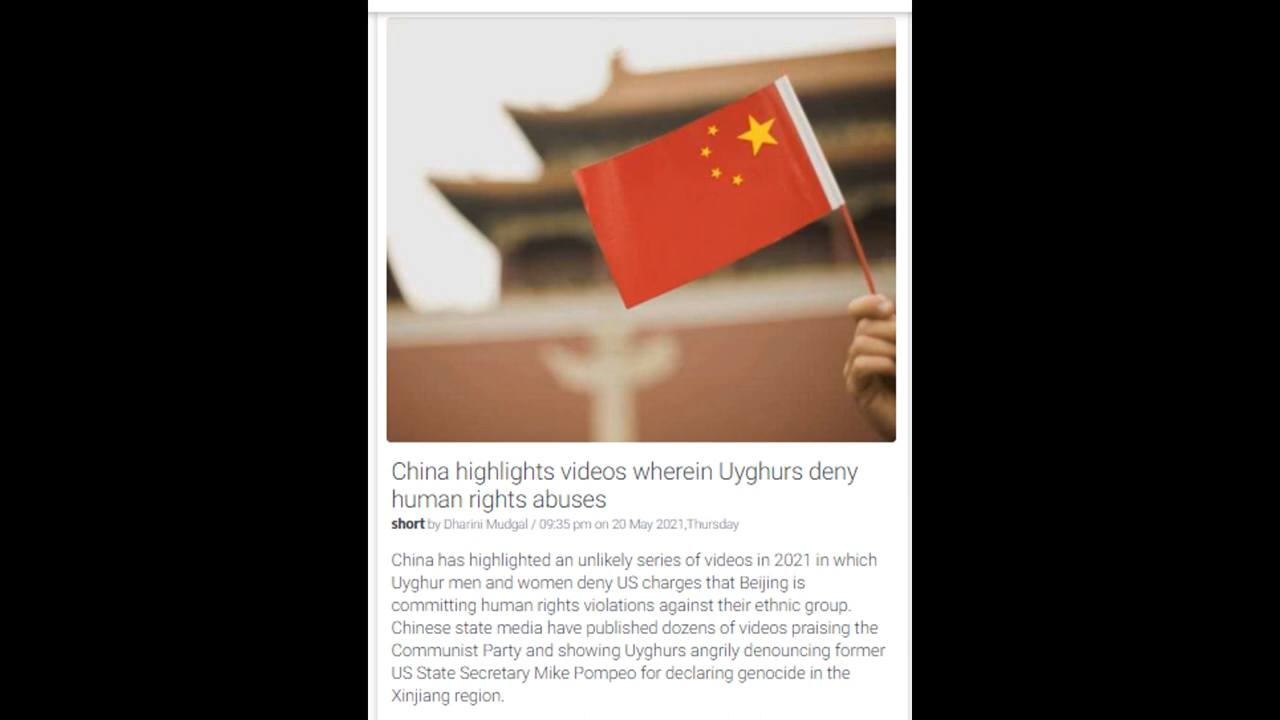 China highlights videos wherein Uyghurs deny
human rights abuses
short by Dharini Mudgal / 09:35 pm on 20 May 2021,Thursday
China has highlighted an unlikely series of videos in 2021 in which
Uyghur men and women deny US charges that Beijing is
committing human rights violations against their ethnic group.
Chinese state media have published dozens of videos praising the
Communist Party and showing Uyghurs angrily denouncing former
US State Secretary Mike Pompeo for declaring genocide in the
Xinjiang region.